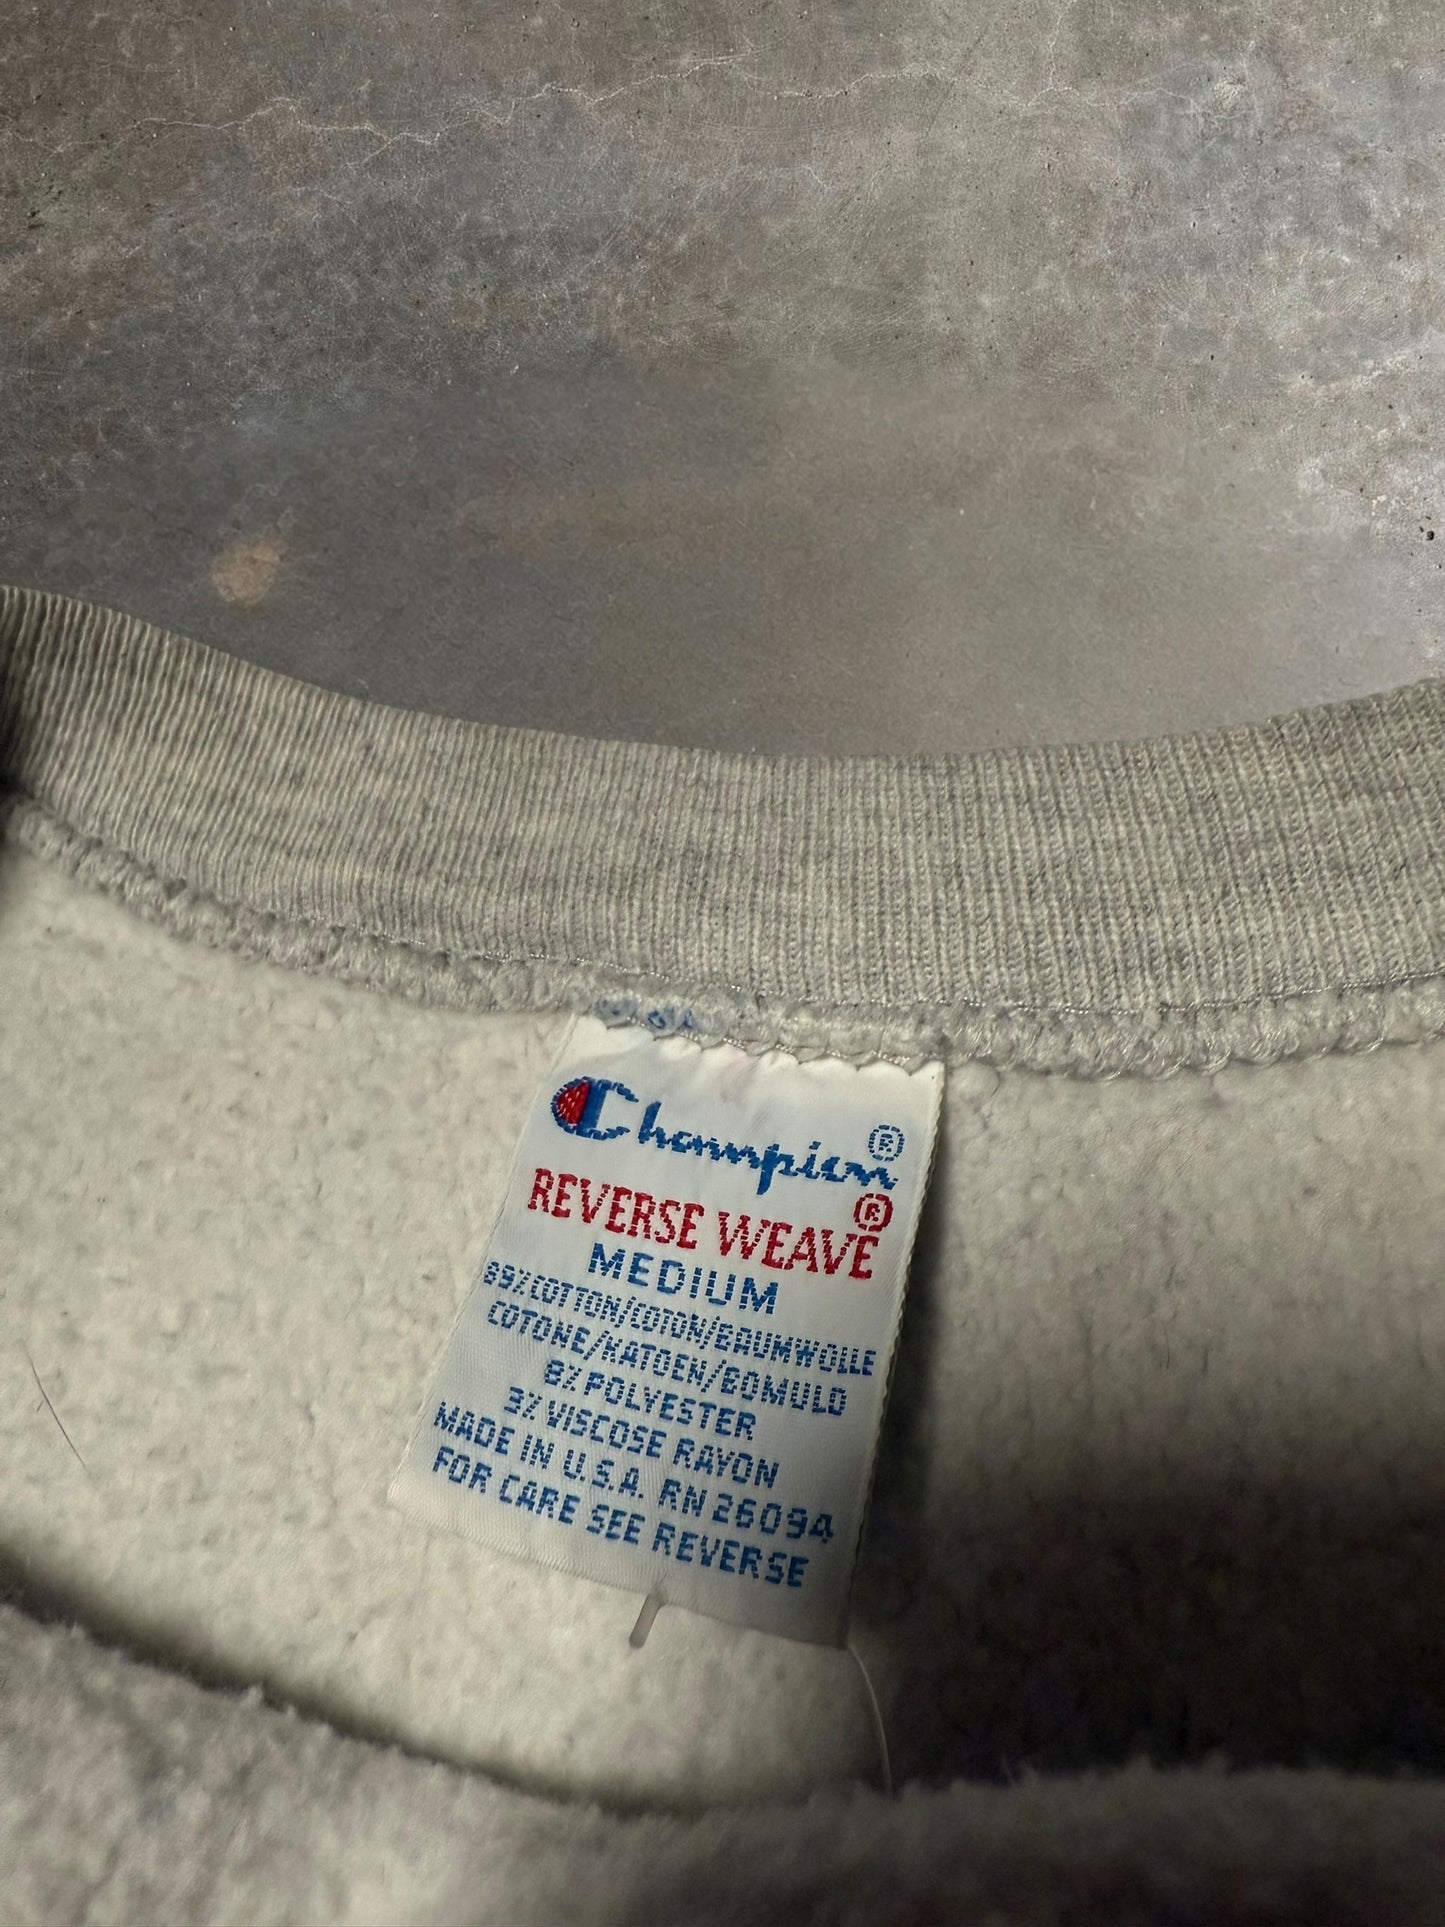 Champion®
REVERSE WEAVE®
MEDIUM
89% COTTON/COTON/BAUMWOLLE
COTONE/KATOEN/BOMULD
8% POLYESTER
3% VISCOSE RAYON
MADE IN U.S.A. RN 26094
FOR CARE SEE REVERSE